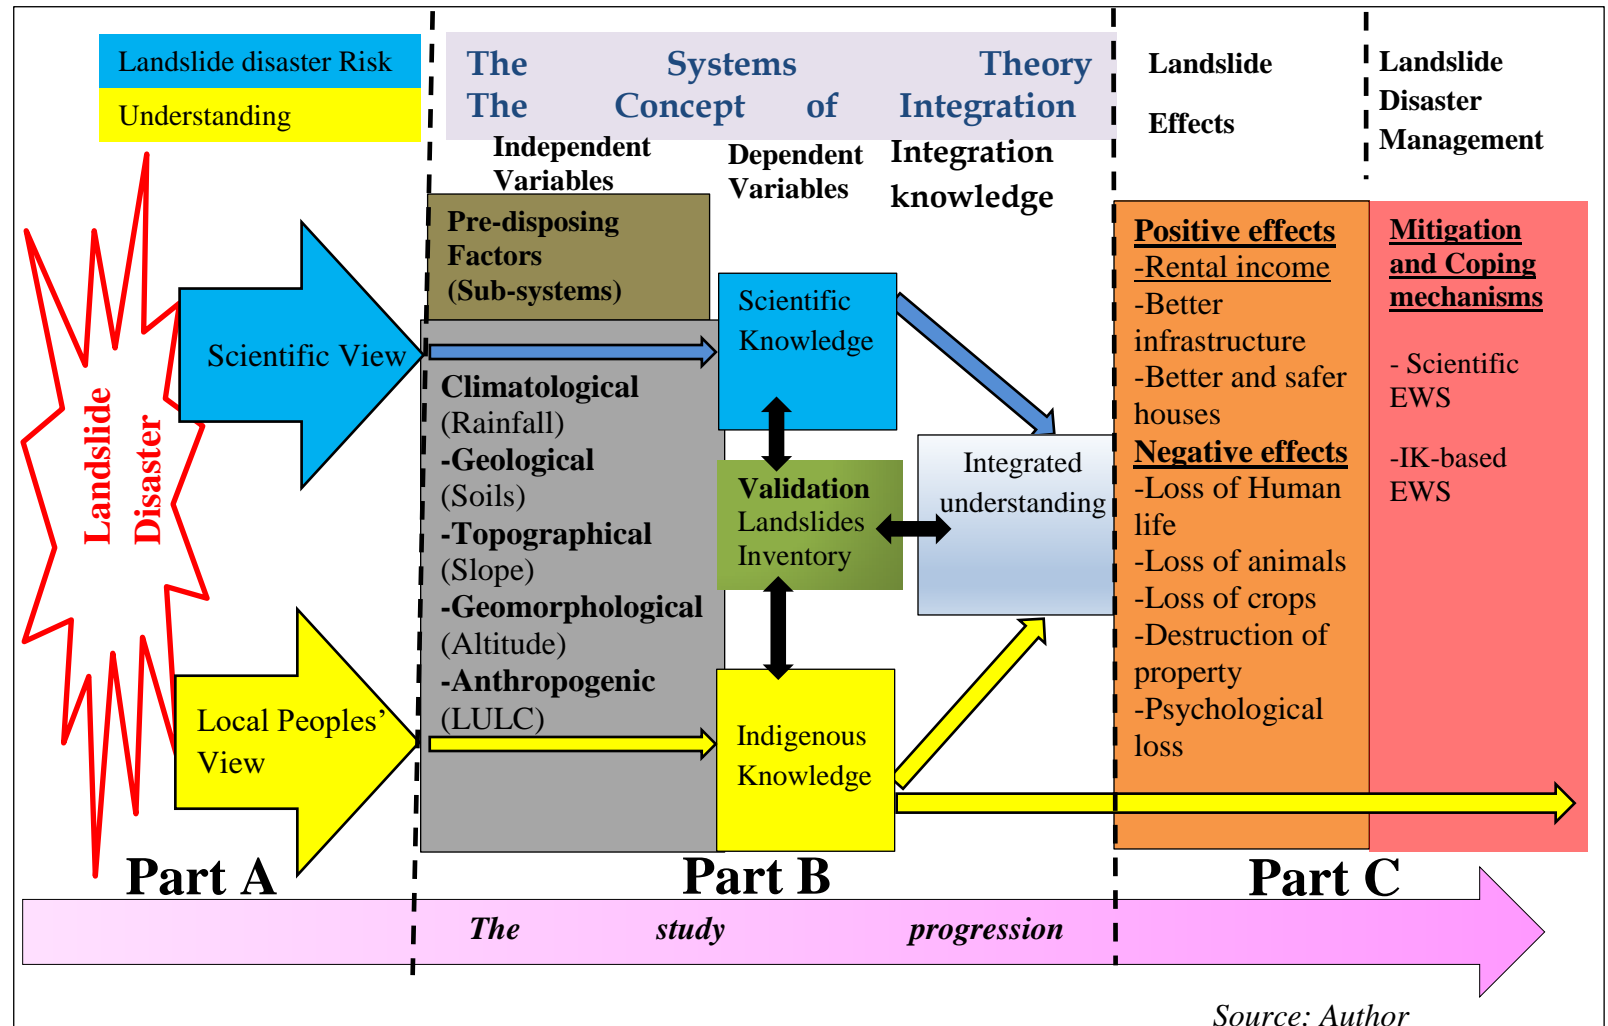 Landslide disaster Risk
Understanding
The Systems Theory
The Concept of Integration
Landslide
Effects
Landslide
Disaster
Management
Independent
Variables
Dependent
Variables
Integration
knowledge
Landslide
Disaster
Scientific View
Local Peoples’
View
Pre-disposing
Factors
(Sub-systems)
Climatological
(Rainfall)
-Geological
(Soils)
-Topographical
(Slope)
-Geomorphological
(Altitude)
-Anthropogenic
(LULC)
Scientific
Knowledge
Validation
Landslides
Inventory
Indigenous
Knowledge
Integrated
understanding
Positive effects
-Rental income
-Better
infrastructure
-Better and safer
houses
Negative effects
-Loss of Human
life
-Loss of animals
-Loss of crops
-Destruction of
property
-Psychological
loss
Mitigation
and Coping
mechanisms
- Scientific
EWS
-IK-based
EWS
Part A
Part B
Part C
The study progression
Source: Author